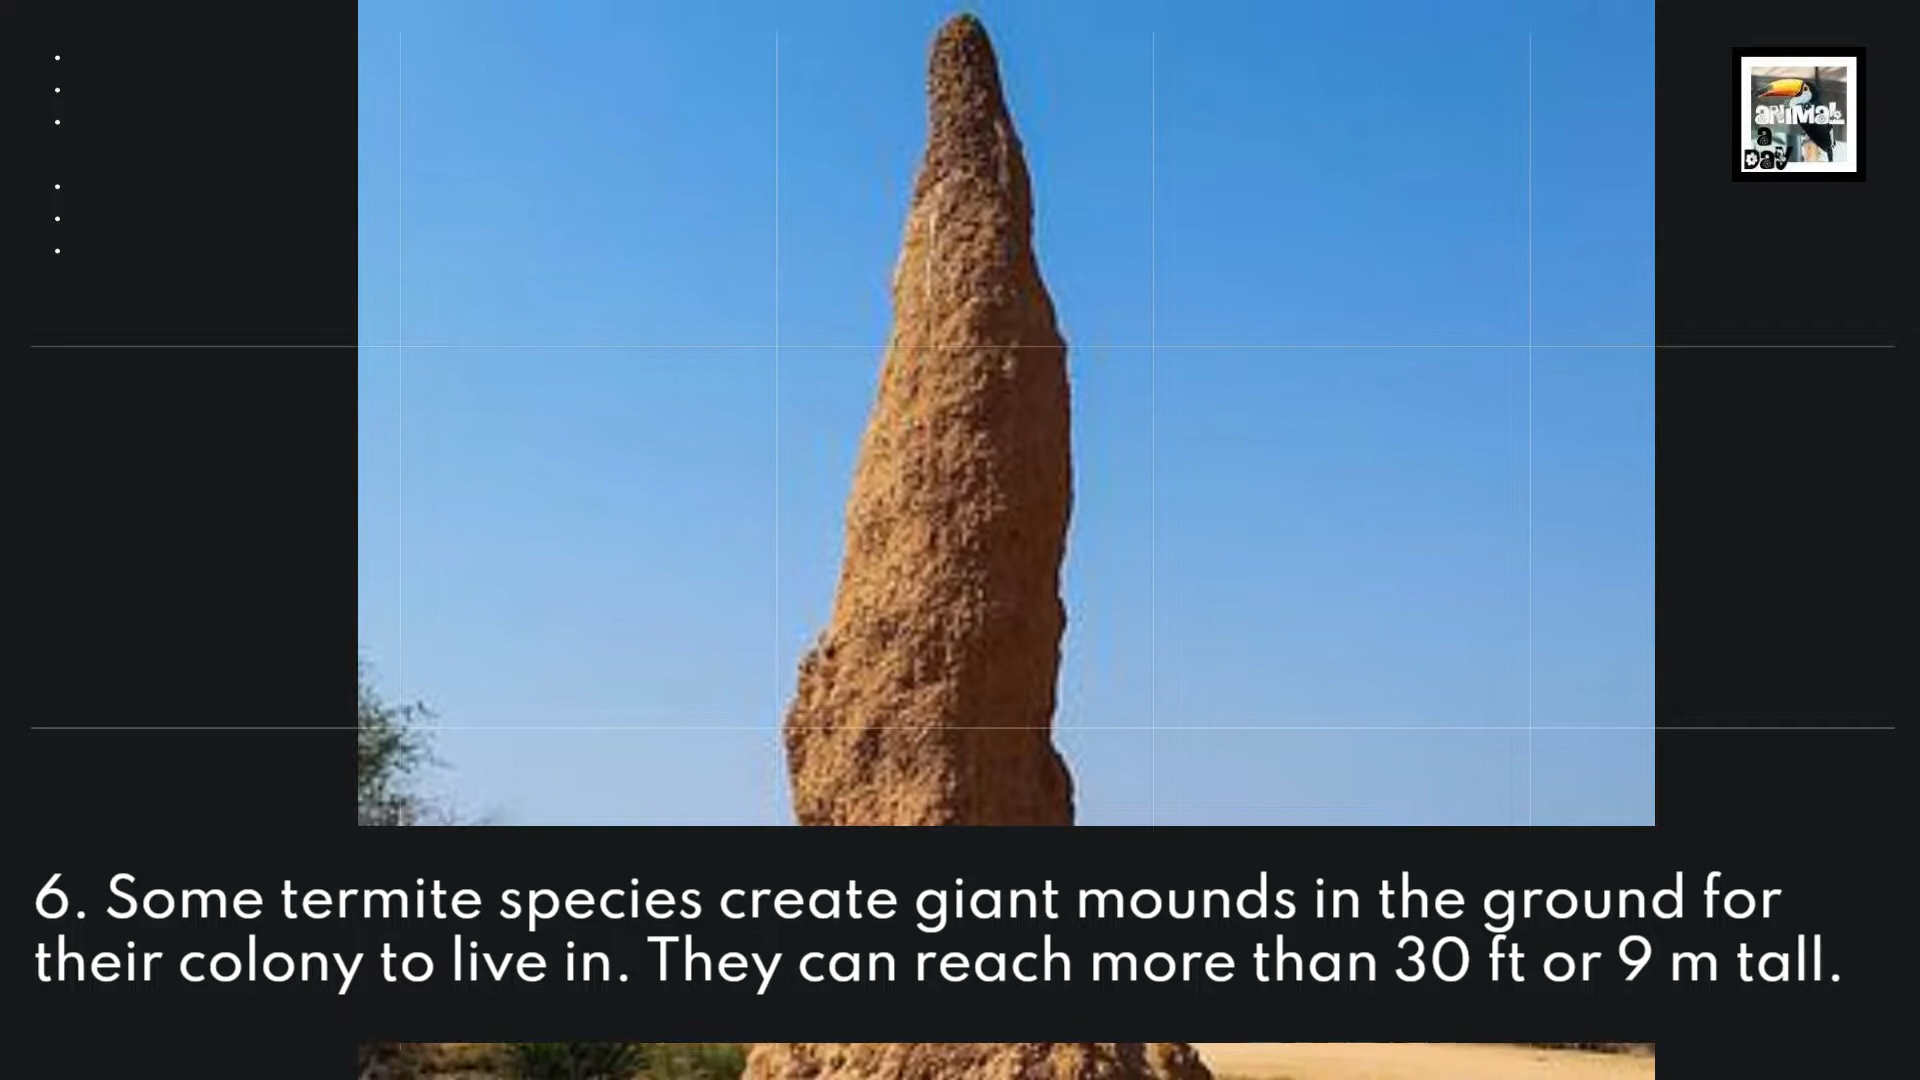 anImaL
a
Day
6. Some termite species create giant mounds in the ground for
their colony to live in. They can reach more than 30 ft or 9 m tall.